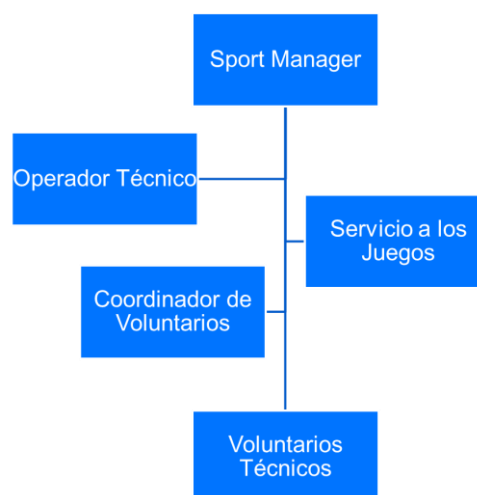 Sport Manager
Operador Técnico
Servicio a los
Juegos
Coordinador de
Voluntarios
Voluntarios
Técnicos